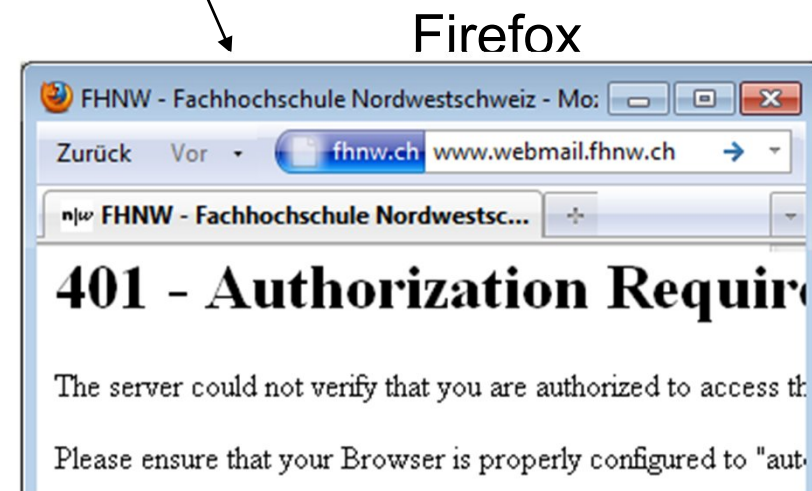 Firefox
FHNW - Fachhochschule Nordwestschweiz - Mo
Zurück Vor fhnw.ch www.webmail.fhnw.ch
n|w FHNW - Fachhochschule Nordwestsc...
401 - Authorization Require
The server could not verify that you are authorized to access th
Please ensure that your Browser is properly configured to "aut